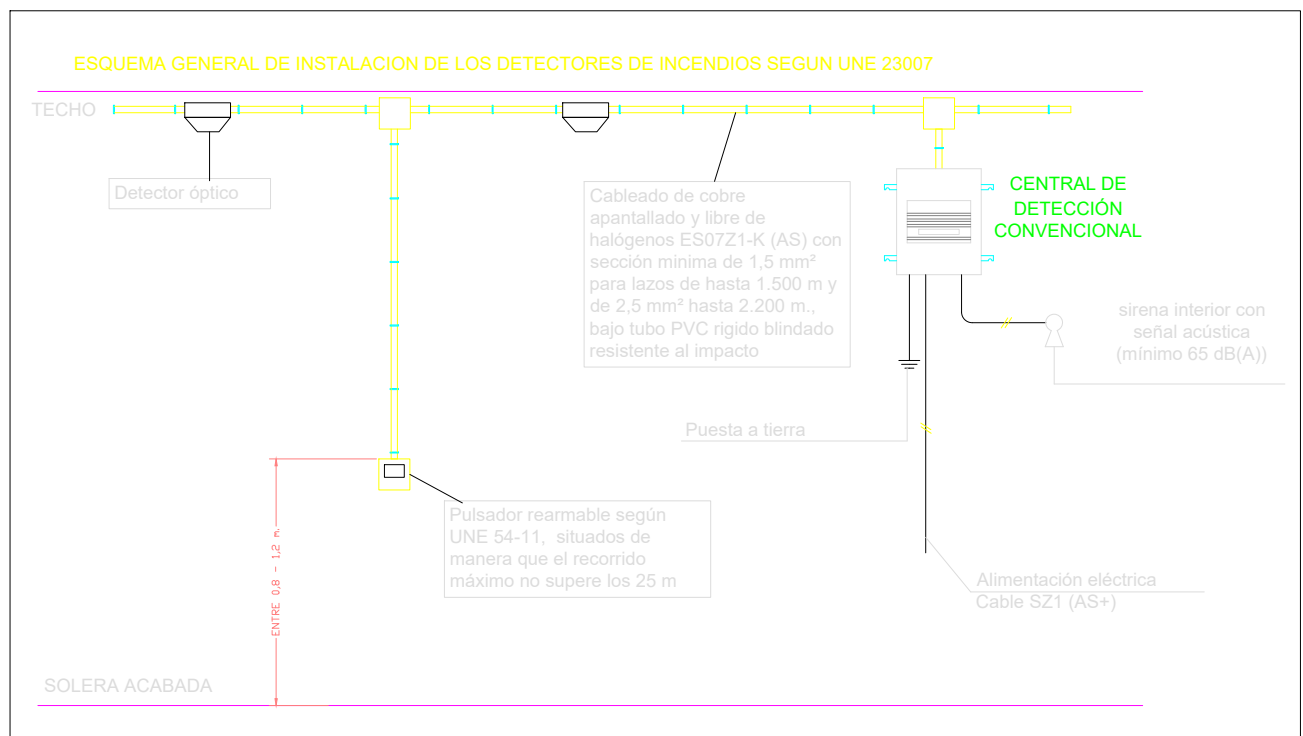 ESQUEMA GENERAL DE INSTALACION DE LOS DETECTORES DE INCENDIOS SEGUN UNE 23007
TECHO
Detector óptico
Cableado de cobre
apantallado y libre de
halógenos ES07Z1-K (AS) con
sección minima de 1,5 mm²
para lazos de hasta 1.500 m y
de 2,5 mm² hasta 2.200 m.,
bajo tubo PVC rigido blindado
resistente al impacto
CENTRAL DE
DETECCIÓN
CONVENCIONAL
sirena interior con
señal acústica
(mínimo 65 dB(A))
Puesta a tierra
Pulsador rearmable según
UNE 54-11, situados de
manera que el recorrido
máximo no supere los 25 m
ENTRE 0,8 - 1,2 m.
Alimentación eléctrica
Cable SZ1 (AS+)
SOLERA ACABADA